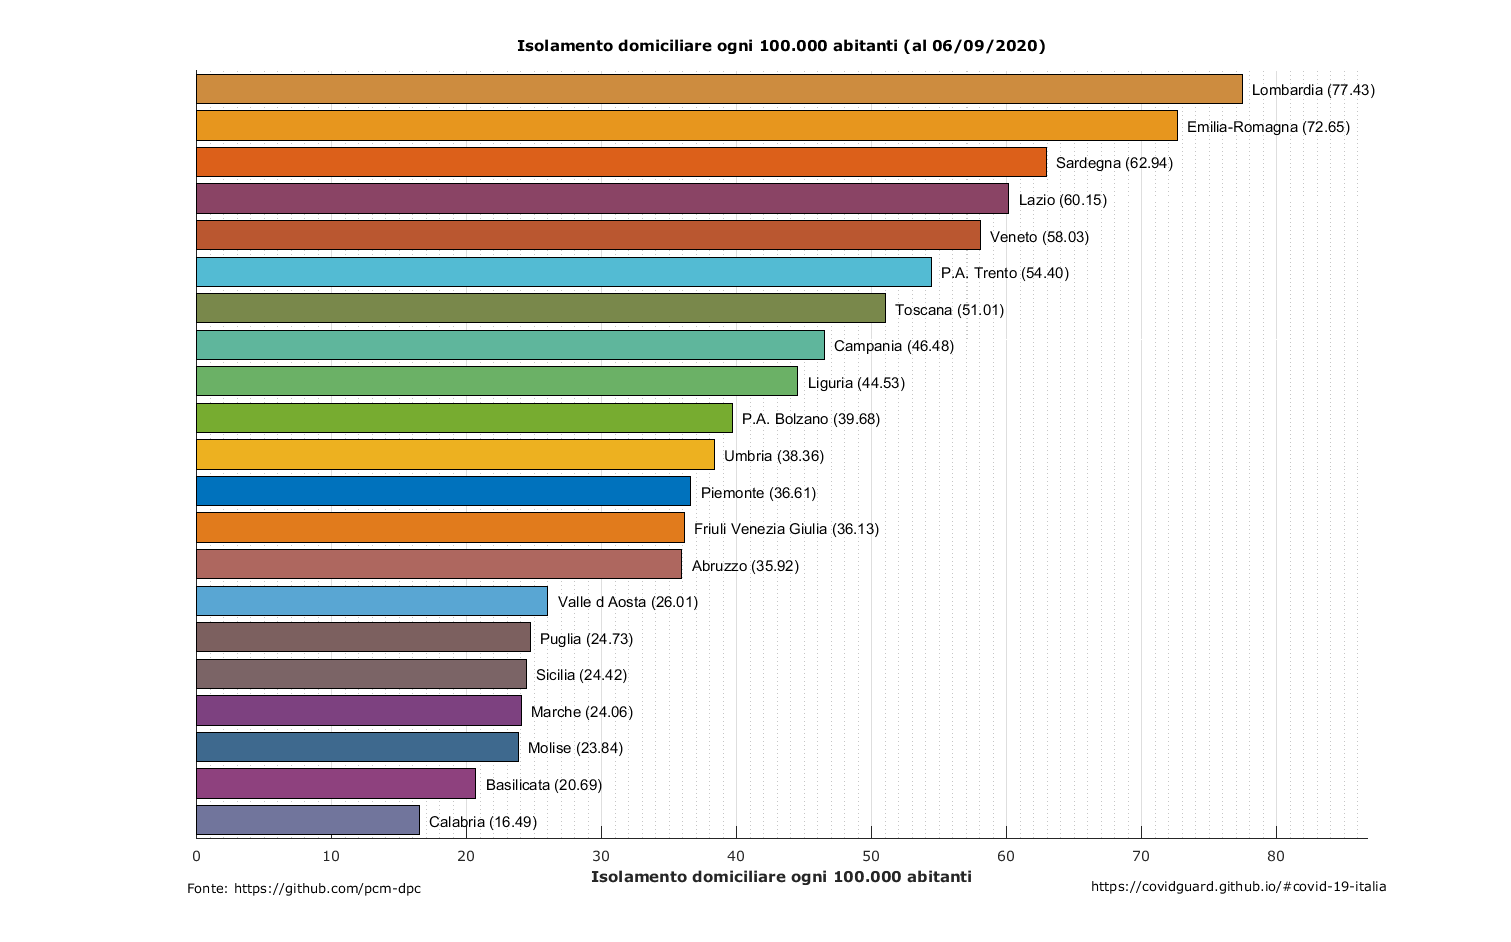 Isolamento domiciliare ogni 100.000 abitanti (al 06/09/2020)
Lombardia (77.43)
Emilia-Romagna (72.65)
Sardegna (62.94)
Lazio (60.15)
Veneto (58.03)
P.A. Trento (54.40)
Toscana (51.01)
Campania (46.48)
Liguria (44.53)
P.A. Bolzano (39.68)
Umbria (38.36)
Piemonte (36.61)
Friuli Venezia Giulia (36.13)
Abruzzo (35.92)
Valle d Aosta (26.01)
Puglia (24.73)
Sicilia (24.42)
Marche (24.06)
Molise (23.84)
Basilicata (20.69)
Calabria (16.49)
0 10 20 30 40 50 60 70 80
Isolamento domiciliare ogni 100.000 abitanti
Fonte: https://github.com/pcm-dpc
https://covidguard.github.io/#covid-19-italia